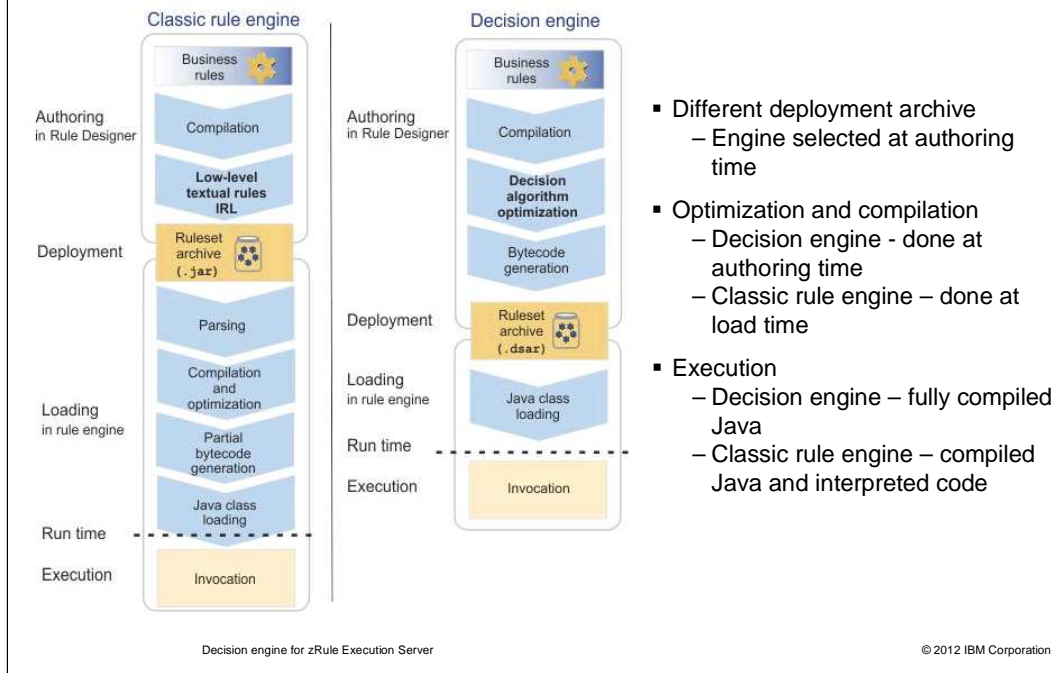 Classic rule engine
Business
rules
Authoring
in Rule Designer
Compilation
Low-level
textual rules
IRL
Deployment
Ruleset
archive
(.jar)
Parsing
Compilation
and
optimization
Loading
in rule engine
Partial
bytecode
generation
Java class
loading
Run time
Execution
Invocation
Decision engine
Business
rules
Authoring
in Rule Designer
Compilation
Decision
algorithm
optimization
Bytecode
generation
Deployment
Ruleset
archive
(.dsar)
Loading
in rule engine
Java class
loading
Run time
Execution
Invocation
▪ Different deployment archive
– Engine selected at authoring
time
▪ Optimization and compilation
– Decision engine - done at
authoring time
– Classic rule engine – done at
load time
▪ Execution
– Decision engine – fully compiled
Java
– Classic rule engine – compiled
Java and interpreted code
Decision engine for zRule Execution Server
© 2012 IBM Corporation